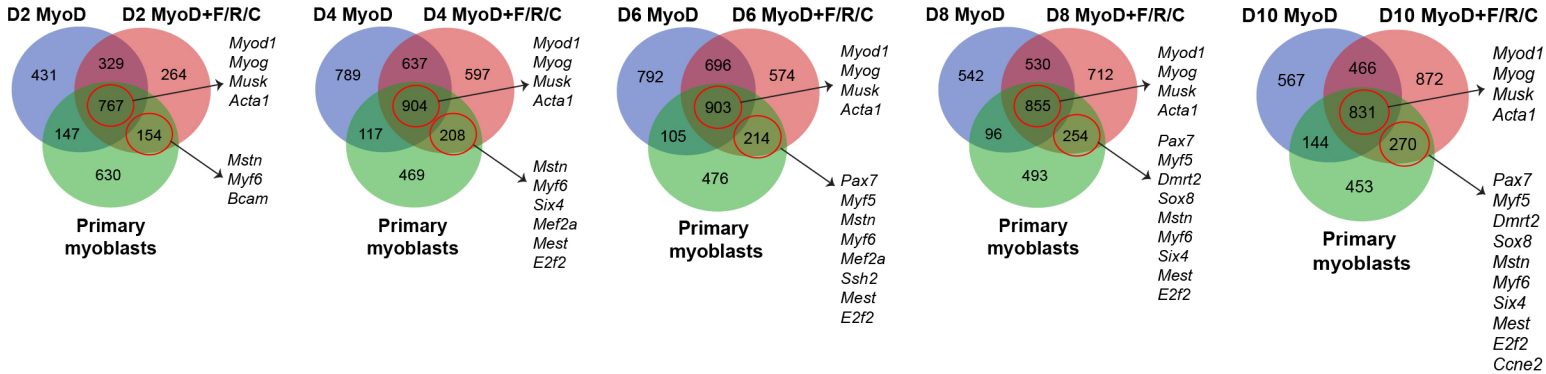 D2 MyoD D2 MyoD+F/R/C
431
329
264
767
147
154
630
Myod1
Myog
Musk
Acta1
Mstn
Myf6
Bcam
Primary
myoblasts
D4 MyoD D4 MyoD+F/R/C
789
637
597
904
117
208
469
Myod1
Myog
Musk
Acta1
Mstn
Myf6
Six4
Mef2a
Mest
E2f2
Primary
myoblasts
D6 MyoD D6 MyoD+F/R/C
792
696
574
903
105
214
476
Myod1
Myog
Musk
Acta1
Pax7
Myf5
Mstn
Myf6
Mef2a
Ssh2
Mest
E2f2
Primary
myoblasts
D8 MyoD D8 MyoD+F/R/C
542
530
712
855
96
254
493
Myod1
Myog
Musk
Acta1
Pax7
Myf5
Dmrt2
Sox8
Mstn
Myf6
Six4
Mest
E2f2
Primary
myoblasts
D10 MyoD D10 MyoD+F/R/C
567
466
872
831
144
270
453
Myod1
Myog
Musk
Acta1
Pax7
Myf5
Dmrt2
Sox8
Mstn
Myf6
Six4
Mest
E2f2
Ccne2
Primary
myoblasts